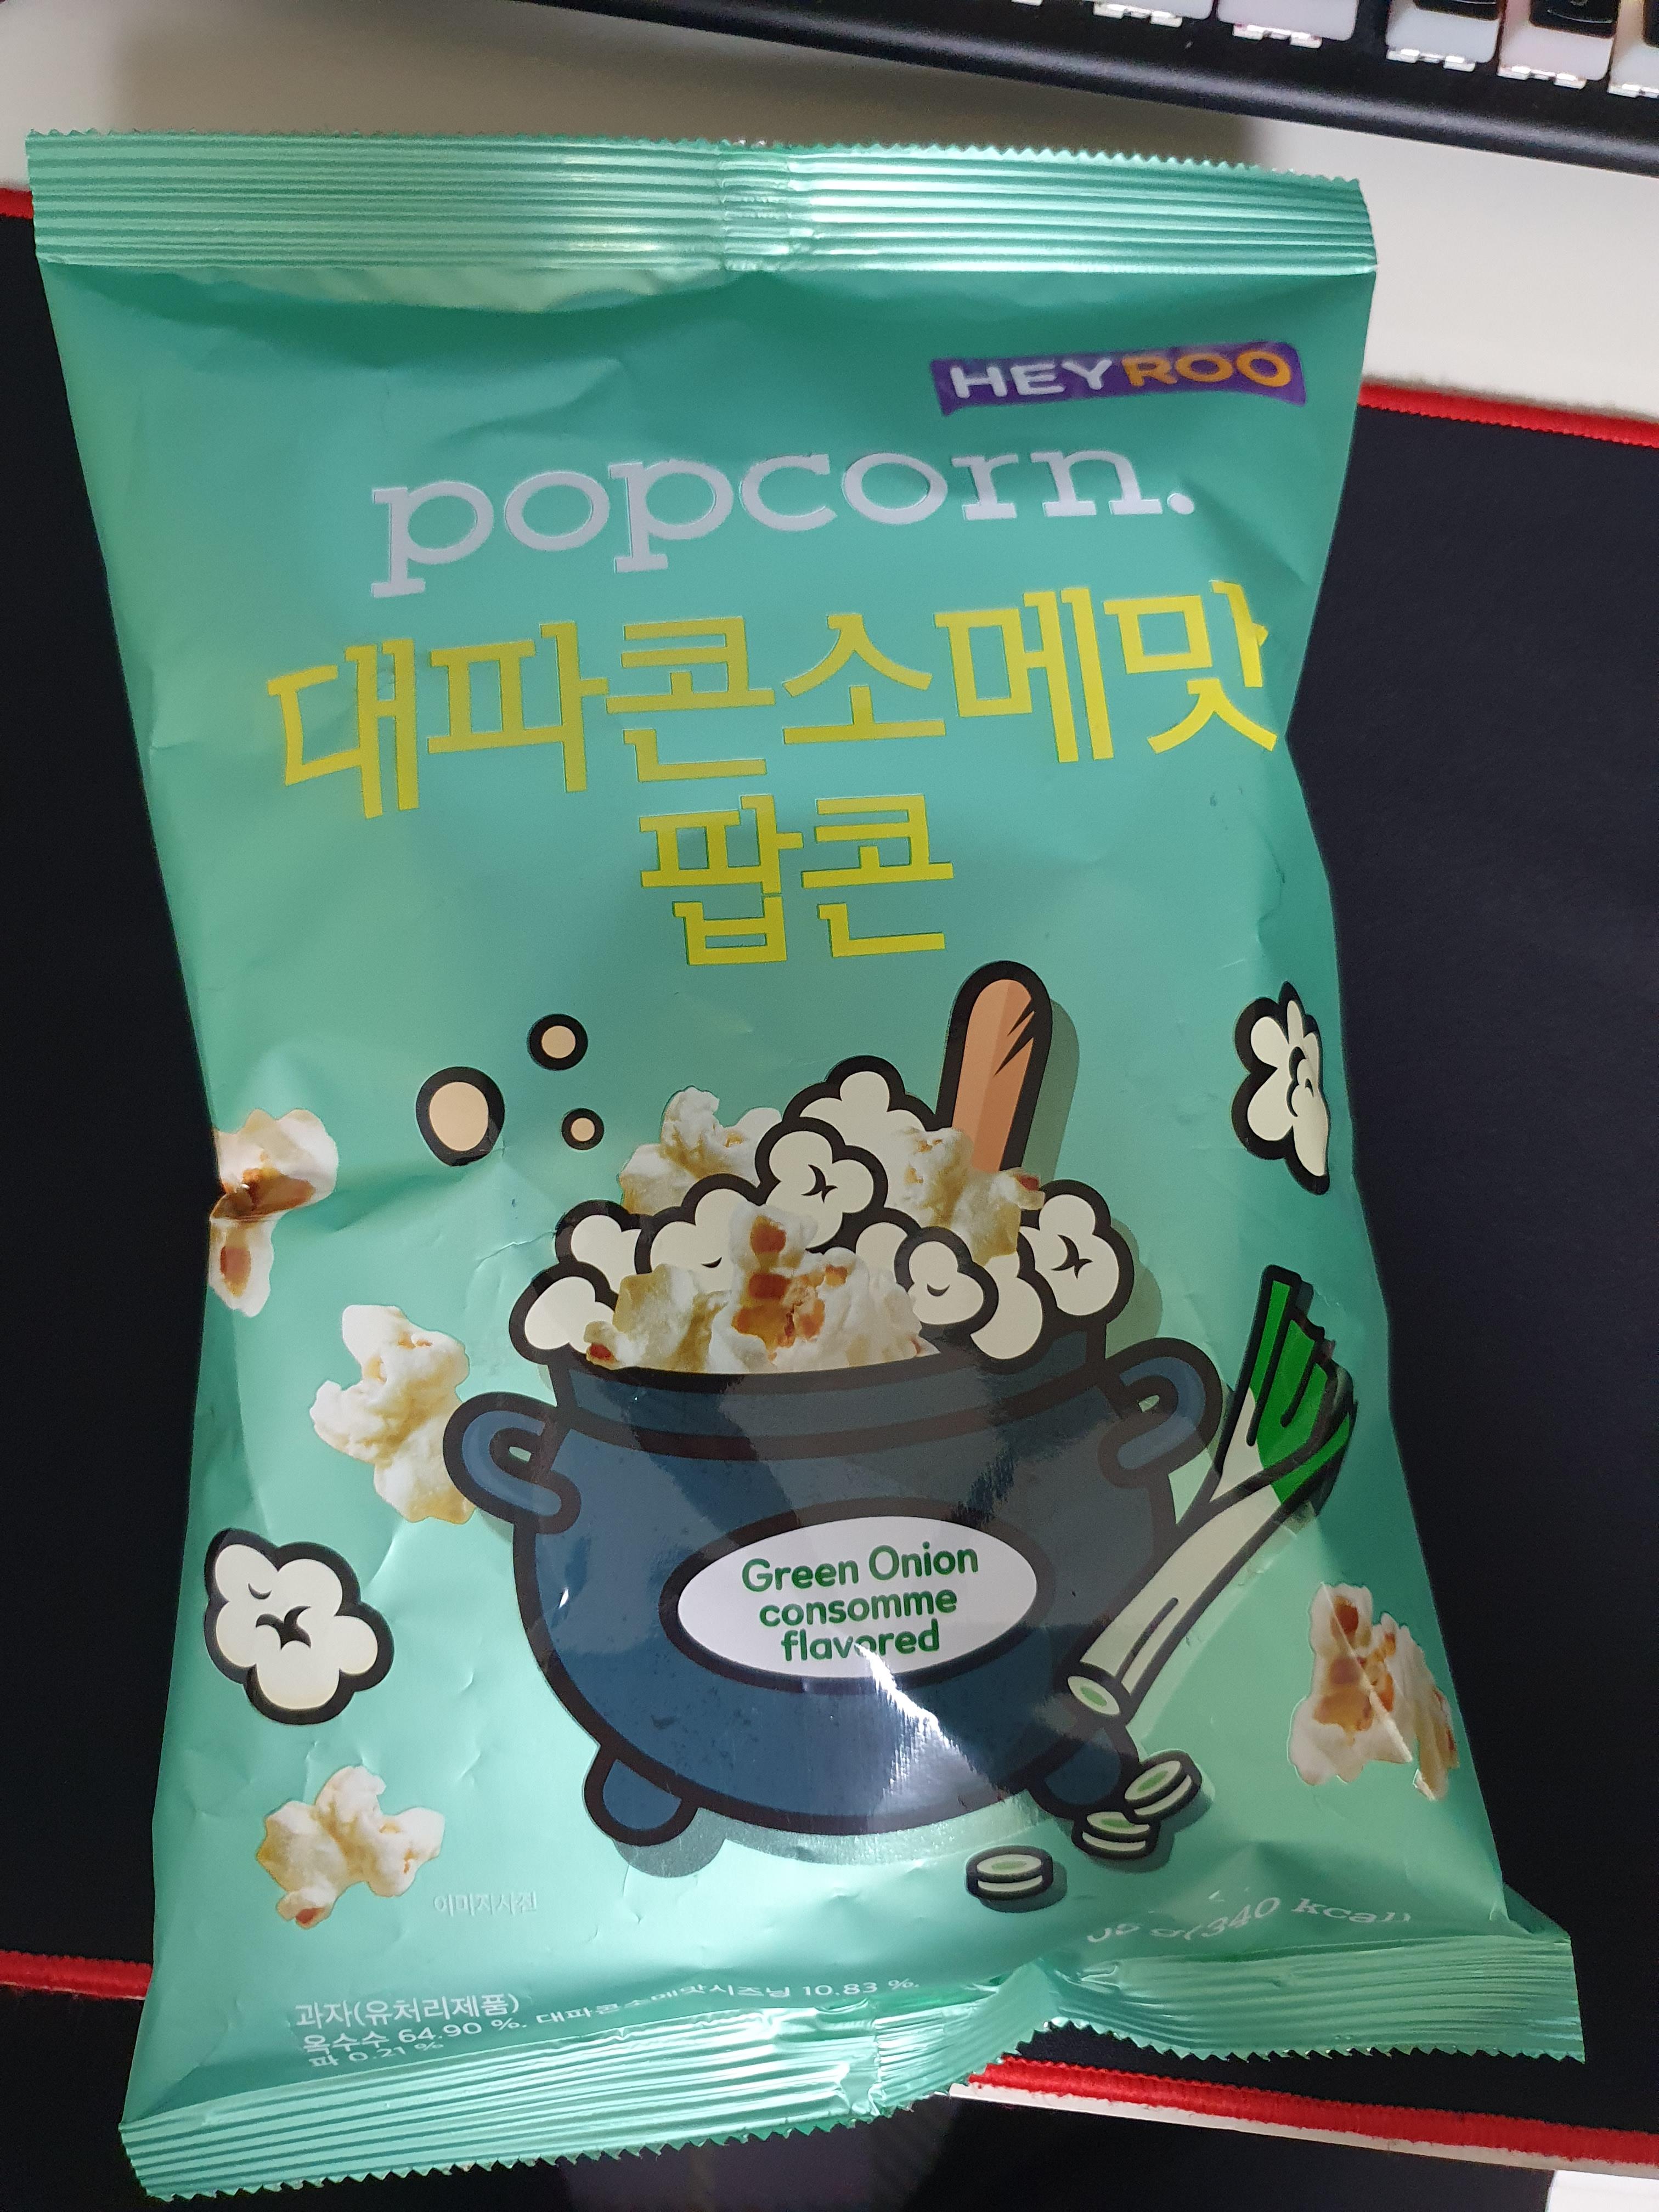 HEYROO
popcorn.
대파콘소메맛
팝콘
Green Onion
consomme
flavored
이미지사진
g(340 kcal)
과자(유처리제품)
옥수수 64.90 %, 대파콘소메맛시즈닝 10.83 %,
파 0.21 %